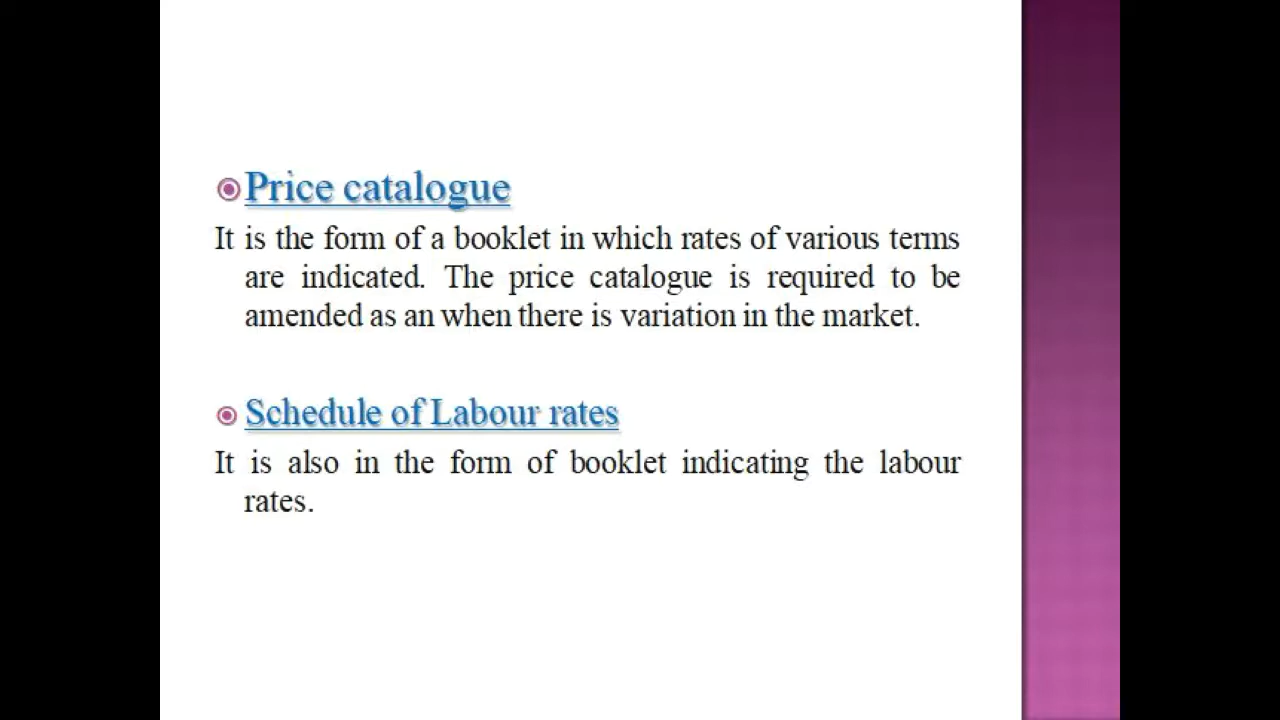 Price catalogue
It is the form of a booklet in which rates of various terms
are indicated. The price catalogue is required to be
amended as an when there is variation in the market.
Schedule of Labour rates
It is also in the form of booklet indicating the labour
rates.